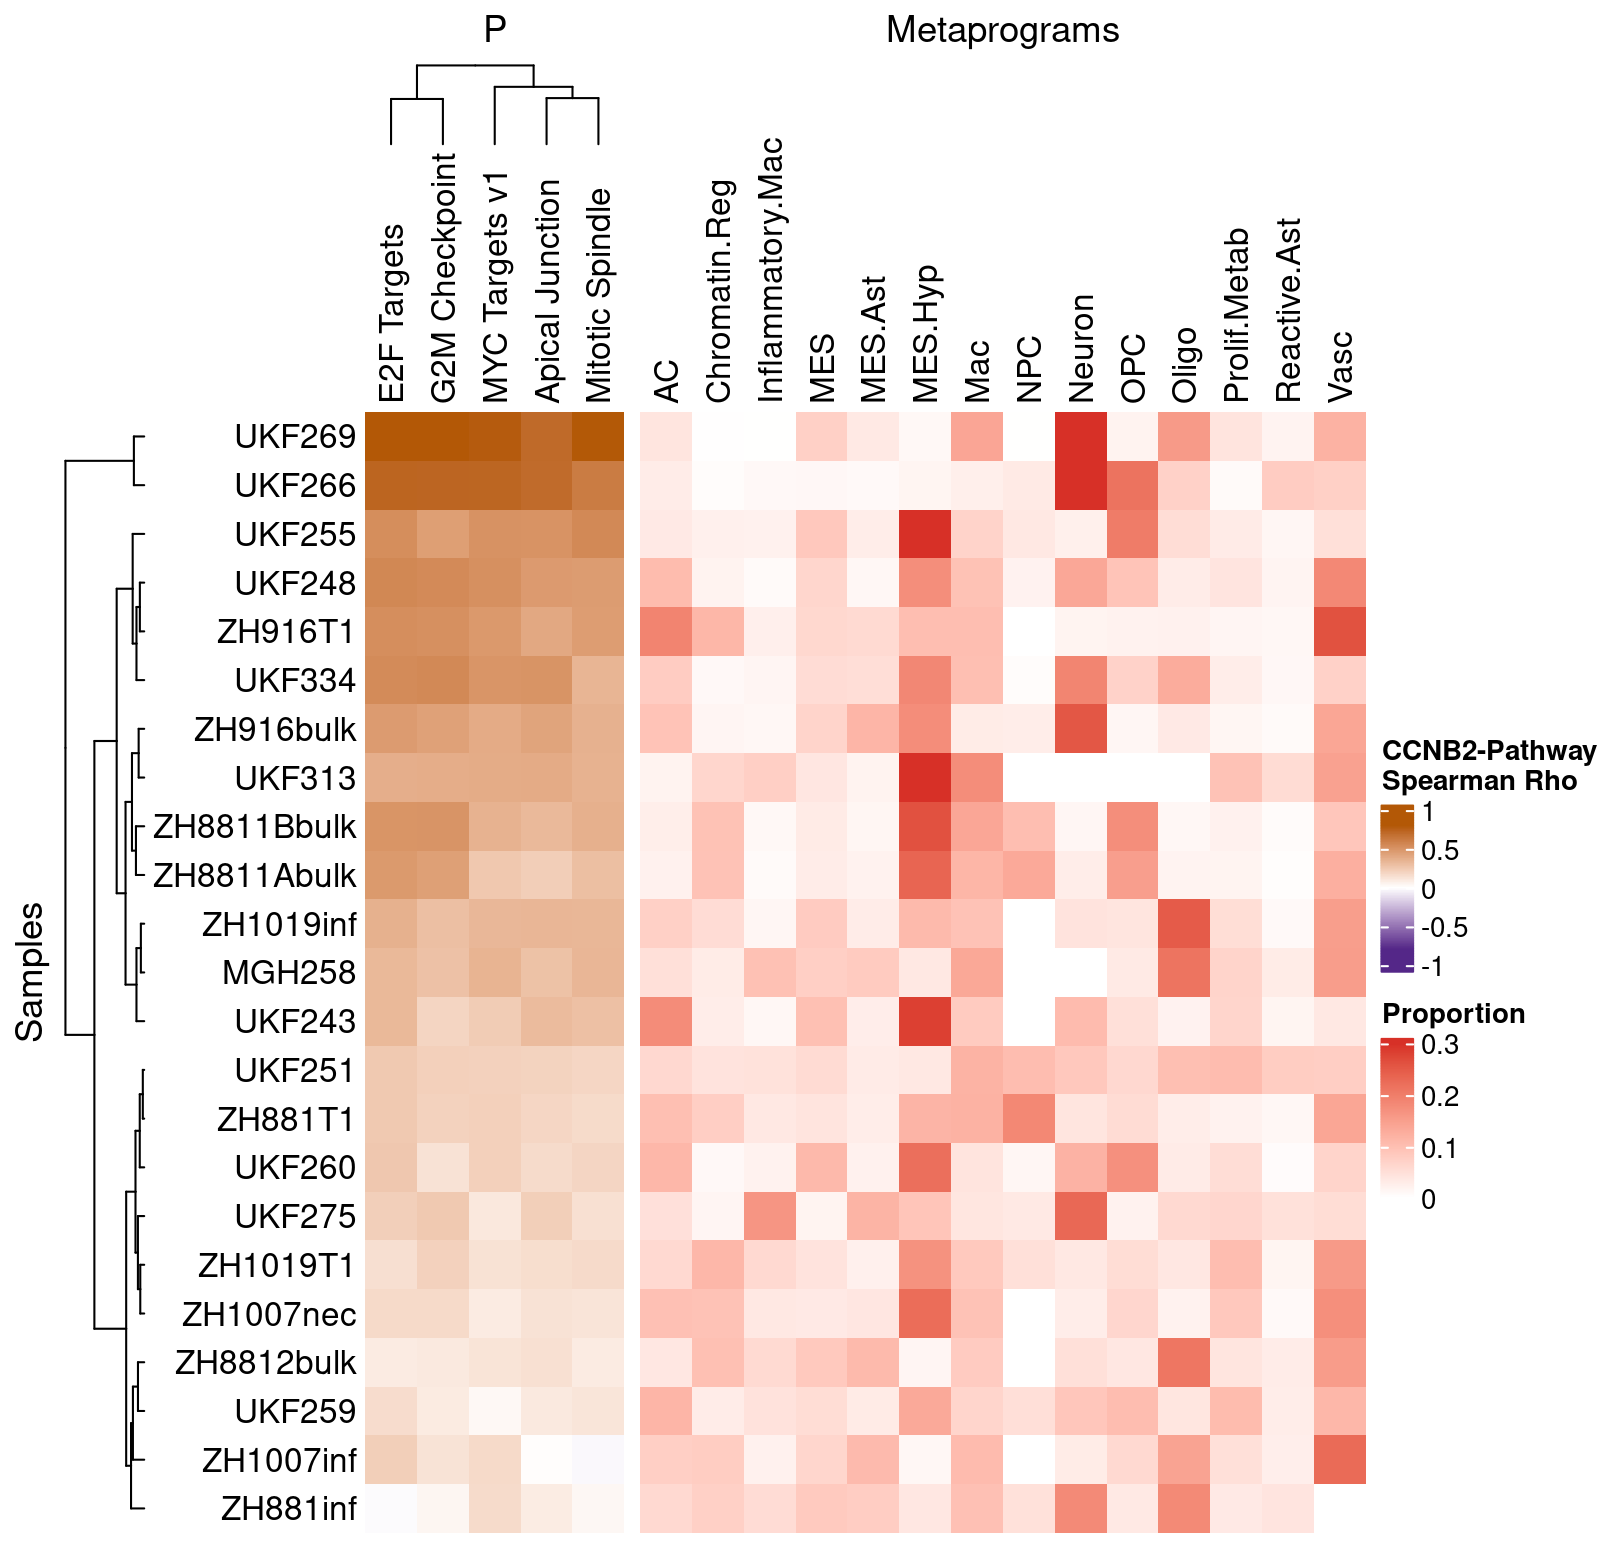 P
Metaprograms
E2F Targets
G2M Checkpoint
MYC Targets v1
Apical Junction
Mitotic Spindle
AC
Chromatin.Reg
Inflammatory.Mac
MES
MES.Ast
MES.Hyp
Mac
NPC
Neuron
OPC
Oligo
Prolif.Metab
Reactive.Ast
Vasc
Samples
UKF269
UKF266
UKF255
UKF248
ZH916T1
UKF334
ZH916bulk
UKF313
ZH8811Bbulk
ZH8811Abulk
ZH1019inf
MGH258
UKF243
UKF251
ZH881T1
UKF260
UKF275
ZH1019T1
ZH1007nec
ZH8812bulk
UKF259
ZH1007inf
ZH881inf
CCNB2-Pathway
Spearman Rho
1
0.5
0
-0.5
-1
Proportion
0.3
0.2
0.1
0